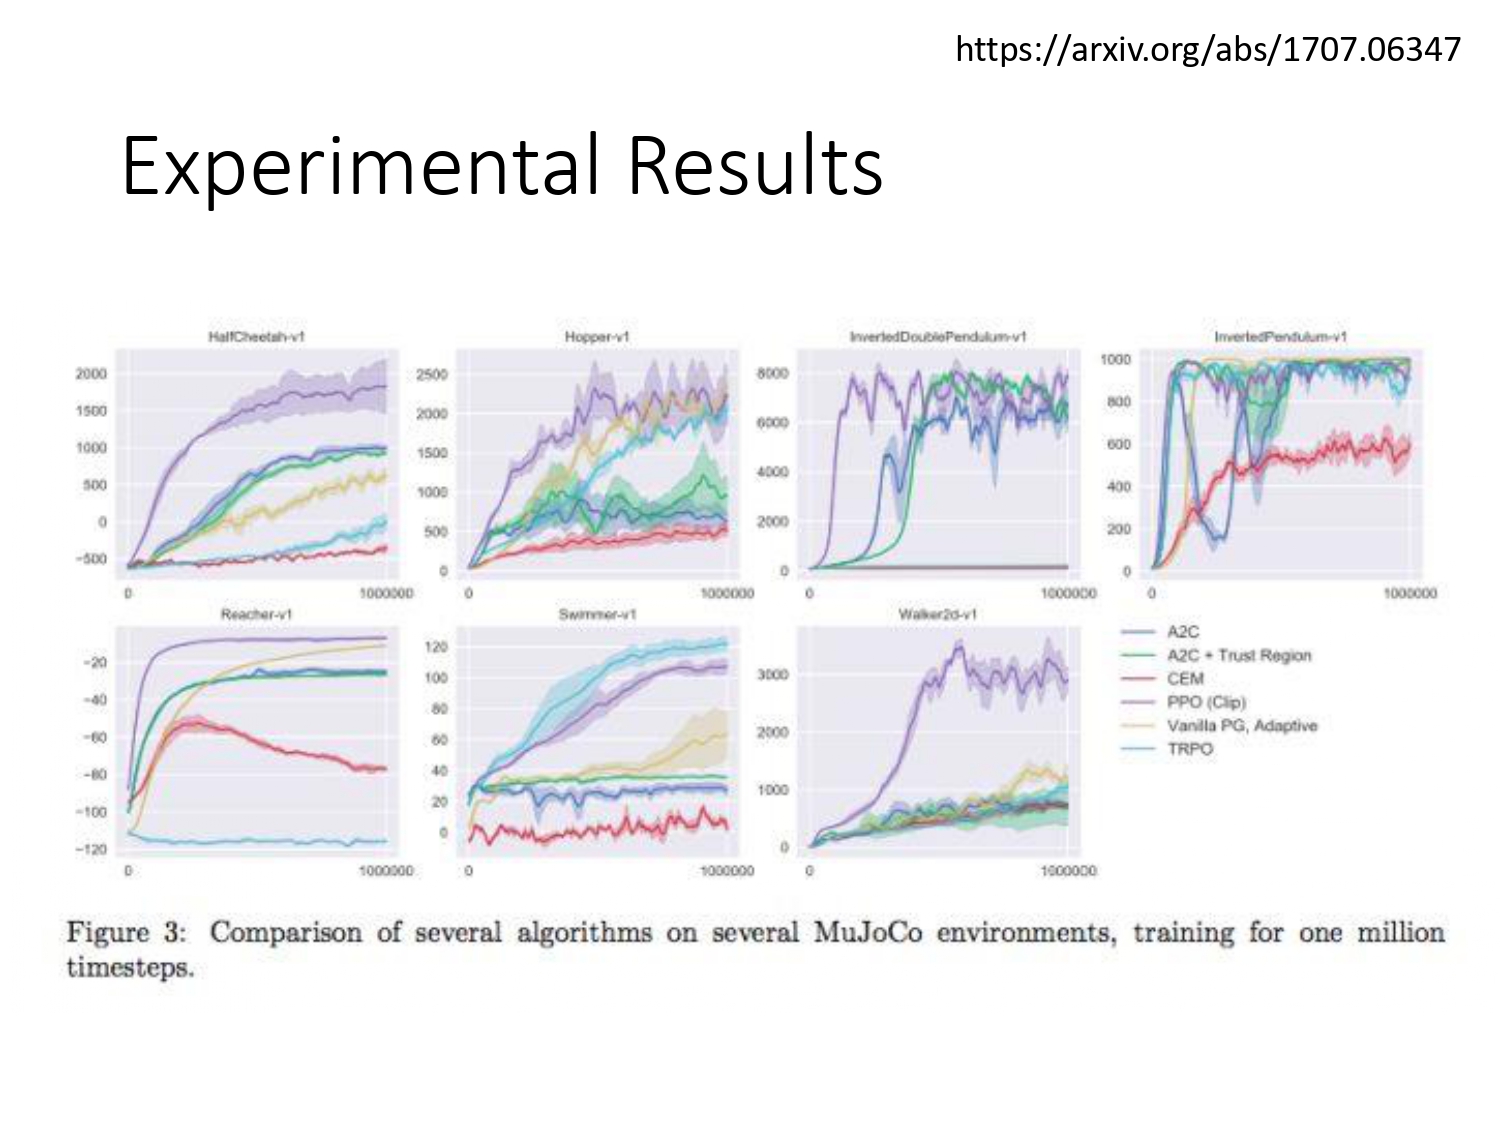 https://arxiv.org/abs/1707.06347
Experimental Results
HalfCheetah-v1
2000
1500
1000
500
0
−500
0 1000000
Hopper-v1
2500
2000
1500
1000
500
0
0 1000000
InvertedDoublePendulum-v1
8000
6000
4000
2000
0
0 1000000
InvertedPendulum-v1
1000
800
600
400
200
0
0 1000000
Reacher-v1
−20
−40
−60
−80
−100
−120
0 1000000
Swimmer-v1
120
100
80
60
40
20
0
0 1000000
Walker2d-v1
3000
2000
1000
0
0 1000000
A2C
A2C + Trust Region
CEM
PPO (Clip)
Vanilla PG, Adaptive
TRPO
Figure 3: Comparison of several algorithms on several MuJoCo environments, training for one million
timesteps.